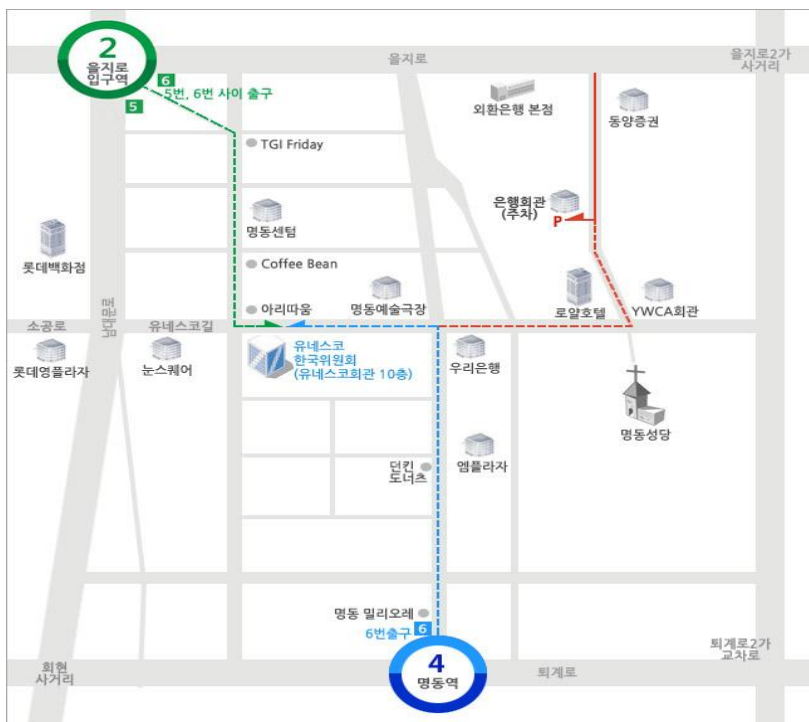 2
을지로
입구역
6
5번, 6번 사이 출구
5
을지로
을지로2가
사거리
외환은행 본점
동양증권
TGI Friday
은행회관
(주차)
P
명동센텀
롯데백화점
Coffee Bean
아리따움
명동예술극장
로얄호텔
YWCA회관
남대문로
소공로
유네스코길
롯데영플라자
눈스퀘어
유네스코
한국위원회
(유네스코회관 10층)
우리은행
명동성당
던킨
도너츠
엠플라자
명동 밀리오레
6번출구
6
4
명동역
회현
사거리
퇴계로
퇴계로2가
교차로